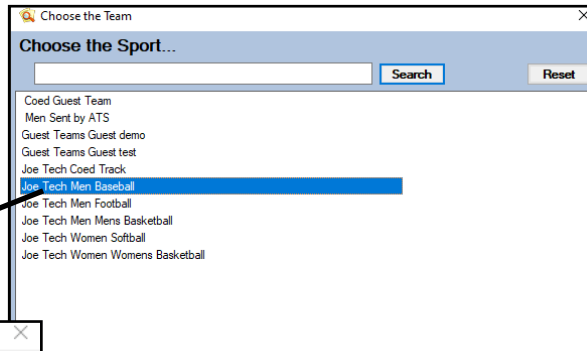 Choose the Team
Choose the Sport...
Search Reset
Coed Guest Team
Men Sent by ATS
Guest Teams Guest demo
Guest Teams Guest test
Joe Tech Coed Track
Joe Tech Men Baseball
Joe Tech Men Football
Joe Tech Men Mens Basketball
Joe Tech Women Softball
Joe Tech Women Womens Basketball